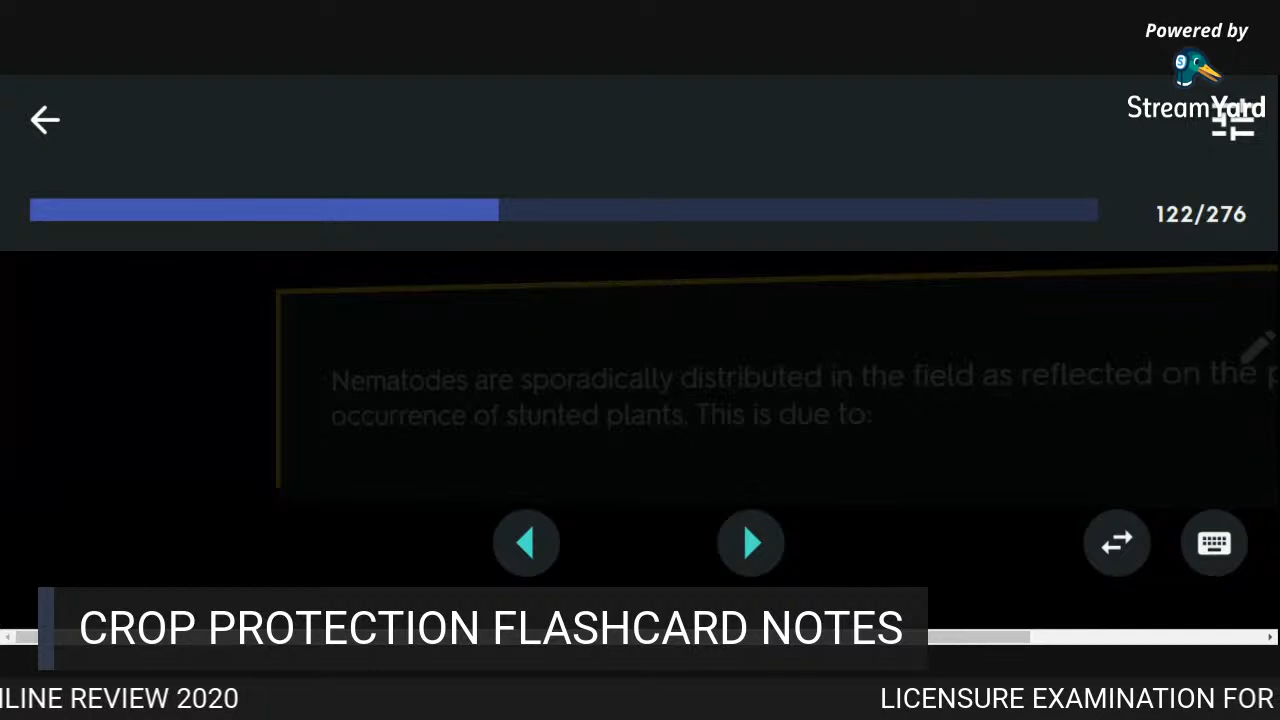 Powered by
StreamYard
122/276
Nematodes are sporadically distributed in the field as reflected on the
occurrence of stunted plants. This is due to:
CROP PROTECTION FLASHCARD NOTES
NLINE REVIEW 2020
LICENSURE EXAMINATION FOR